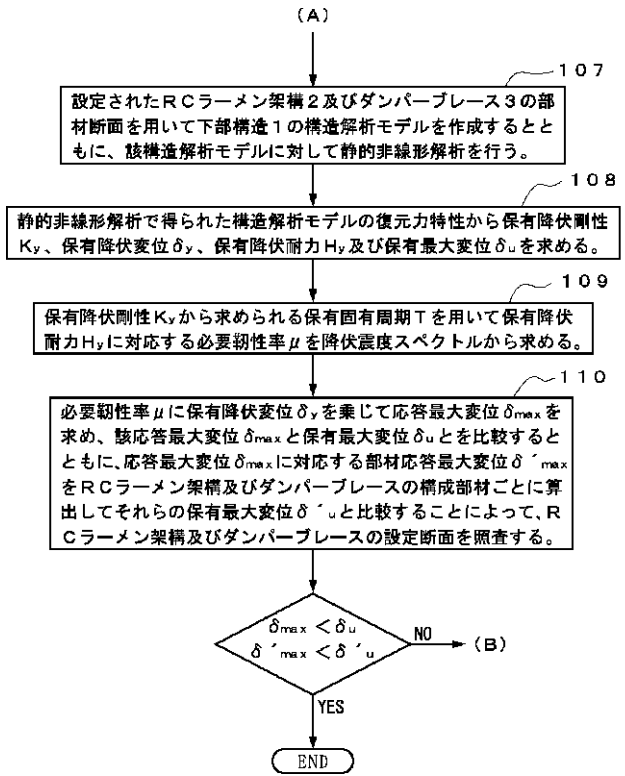 (A)
107
設定されたRCラーメン架構2及びダンパーブレース3の部
材断面を用いて下部構造1の構造解析モデルを作成するとと
もに、該構造解析モデルに対して静的非線形解析を行う。
108
静的非線形解析で得られた構造解析モデルの復元力特性から保有降伏剛性
Ky、保有降伏変位δy、保有降伏耐力Hy及び保有最大変位δuを求める。
109
保有降伏剛性Kyから求められる保有固有周期Tを用いて保有降伏
耐力Hyに対応する必要靭性率μを降伏震度スペクトルから求める。
110
必要靭性率μに保有降伏変位δyを乗じて応答最大変位δmaxを
求め、該応答最大変位δmaxと保有最大変位δuとを比較すると
ともに、応答最大変位δmaxに対応する部材応答最大変位δ´max
をRCラーメン架構及びダンパーブレースの構成部材ごとに算
出してそれらの保有最大変位δ´uと比較することによって、R
Cラーメン架構及びダンパーブレースの設定断面を照査する。
δmax<δu
δ´max<δ´u
NO
(B)
YES
END